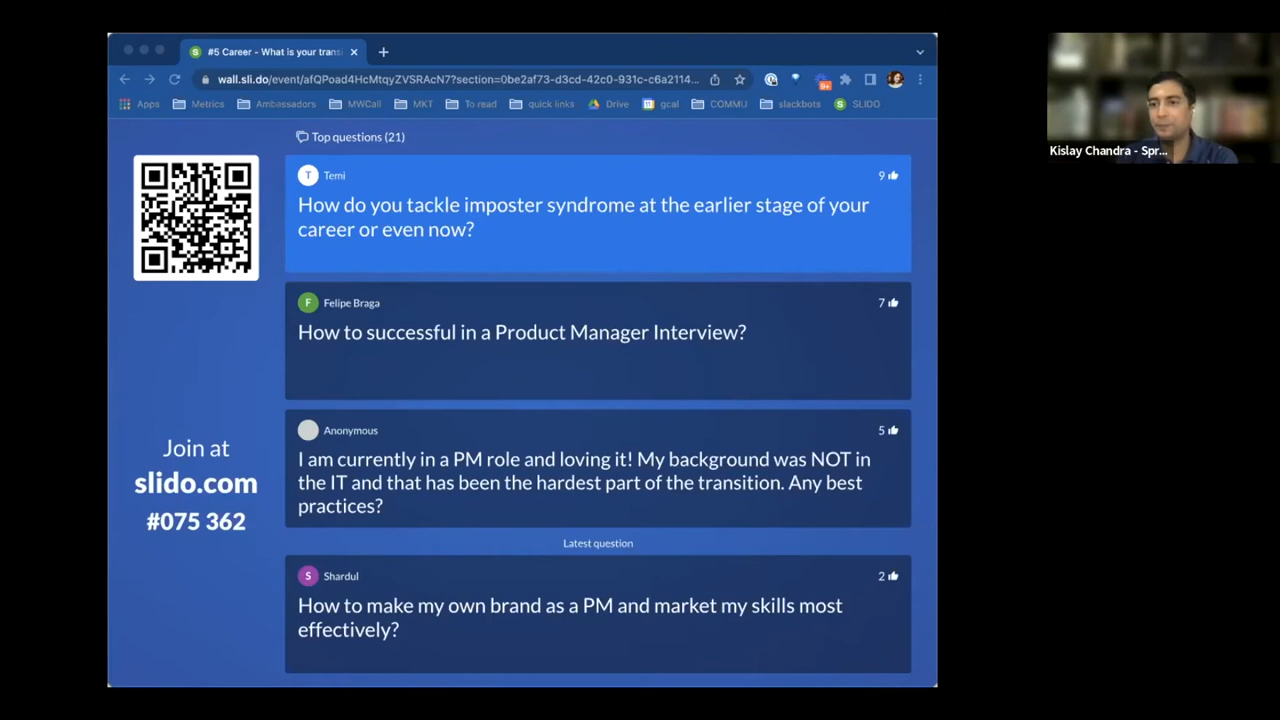 #5 Career - What is your transi
wall.sli.do/event/afQPoad4HcMtqyZVSRAcN7?section=0be2af73-d3cd-42c0-931c-c6a2114...
9+
Apps Metrics Ambassadors MWCall MKT To read quick links Drive gcal COMMU slackbots SLIDO
Top questions (21)
T Temi 9
How do you tackle imposter syndrome at the earlier stage of your
career or even now?
F Felipe Braga 7
How to successful in a Product Manager Interview?
Anonymous 5
I am currently in a PM role and loving it! My background was NOT in
the IT and that has been the hardest part of the transition. Any best
practices?
Latest question
S Shardul 2
How to make my own brand as a PM and market my skills most
effectively?
Join at
slido.com
#075 362
Kislay Chandra - Spr...